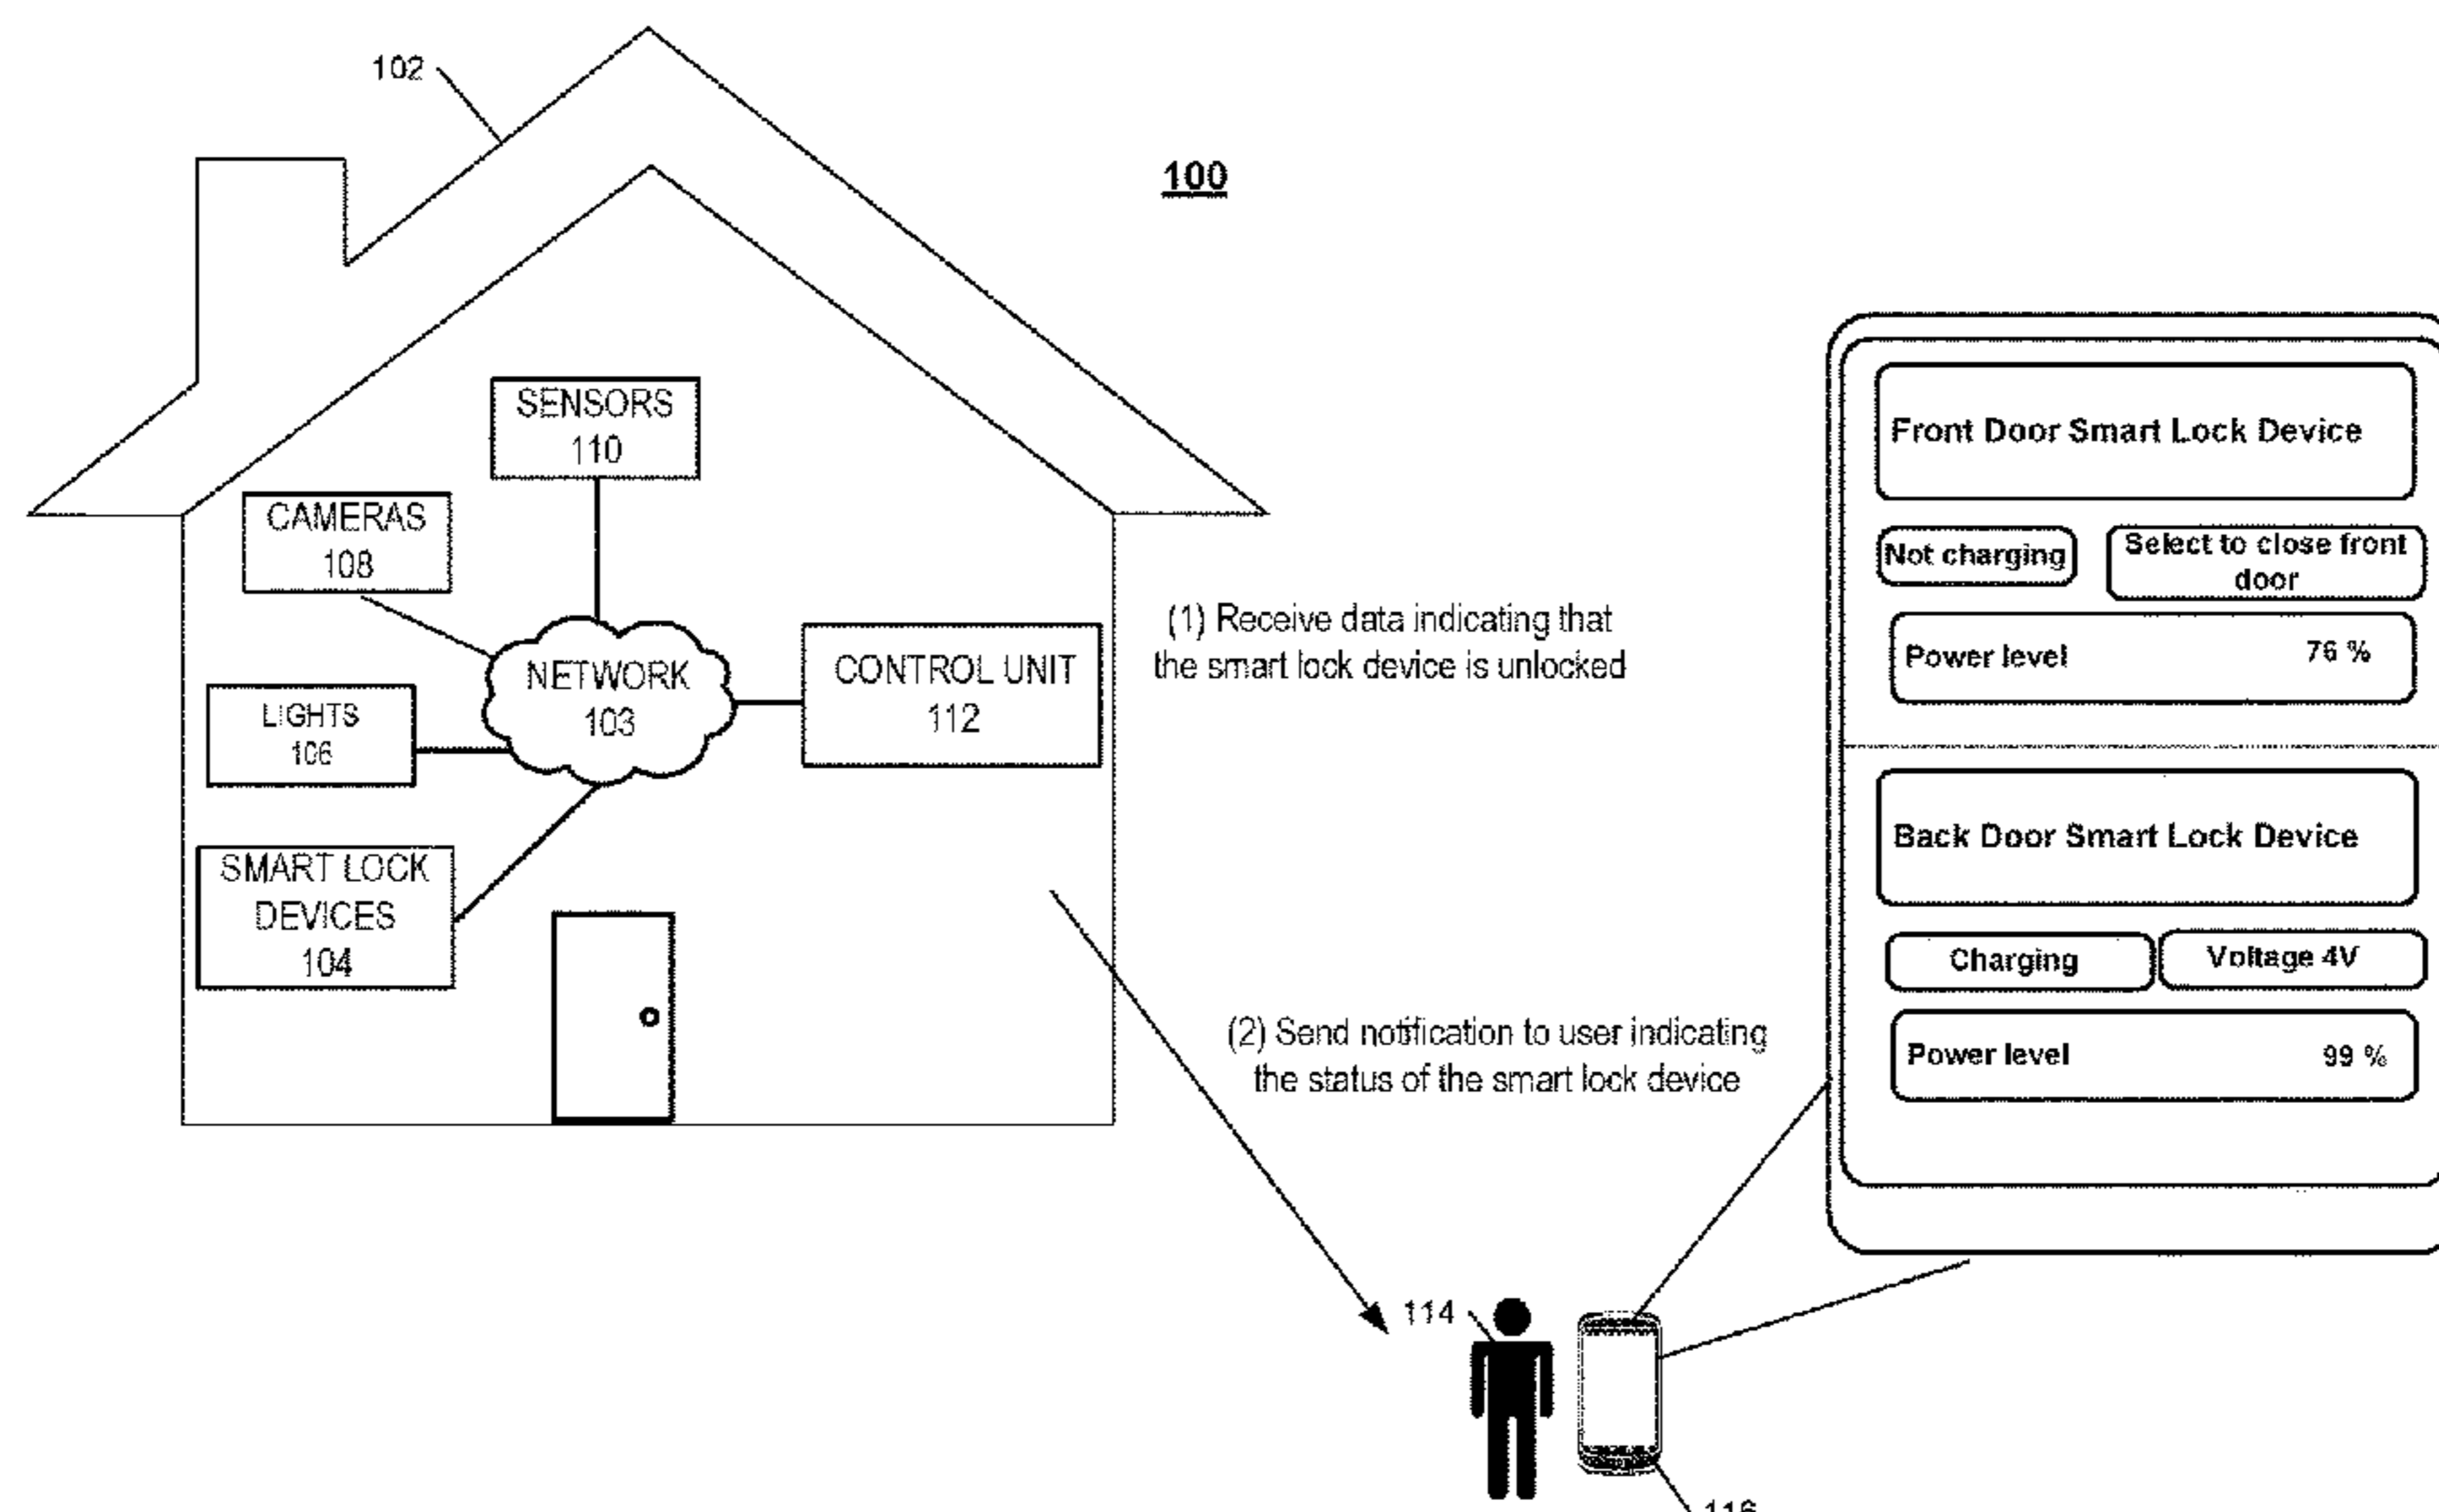 102
100
SENSORS
110
CAMERAS
108
NETWORK
103
CONTROL UNIT
112
LIGHTS
106
SMART LOCK
DEVICES
104
(1) Receive data indicating that
the smart lock device is unlocked
(2) Send notification to user indicating
the status of the smart lock device
Front Door Smart Lock Device
Not charging
Select to close front
door
Power level 76 %
Back Door Smart Lock Device
Charging
Voltage 4V
Power level 99 %
114
116